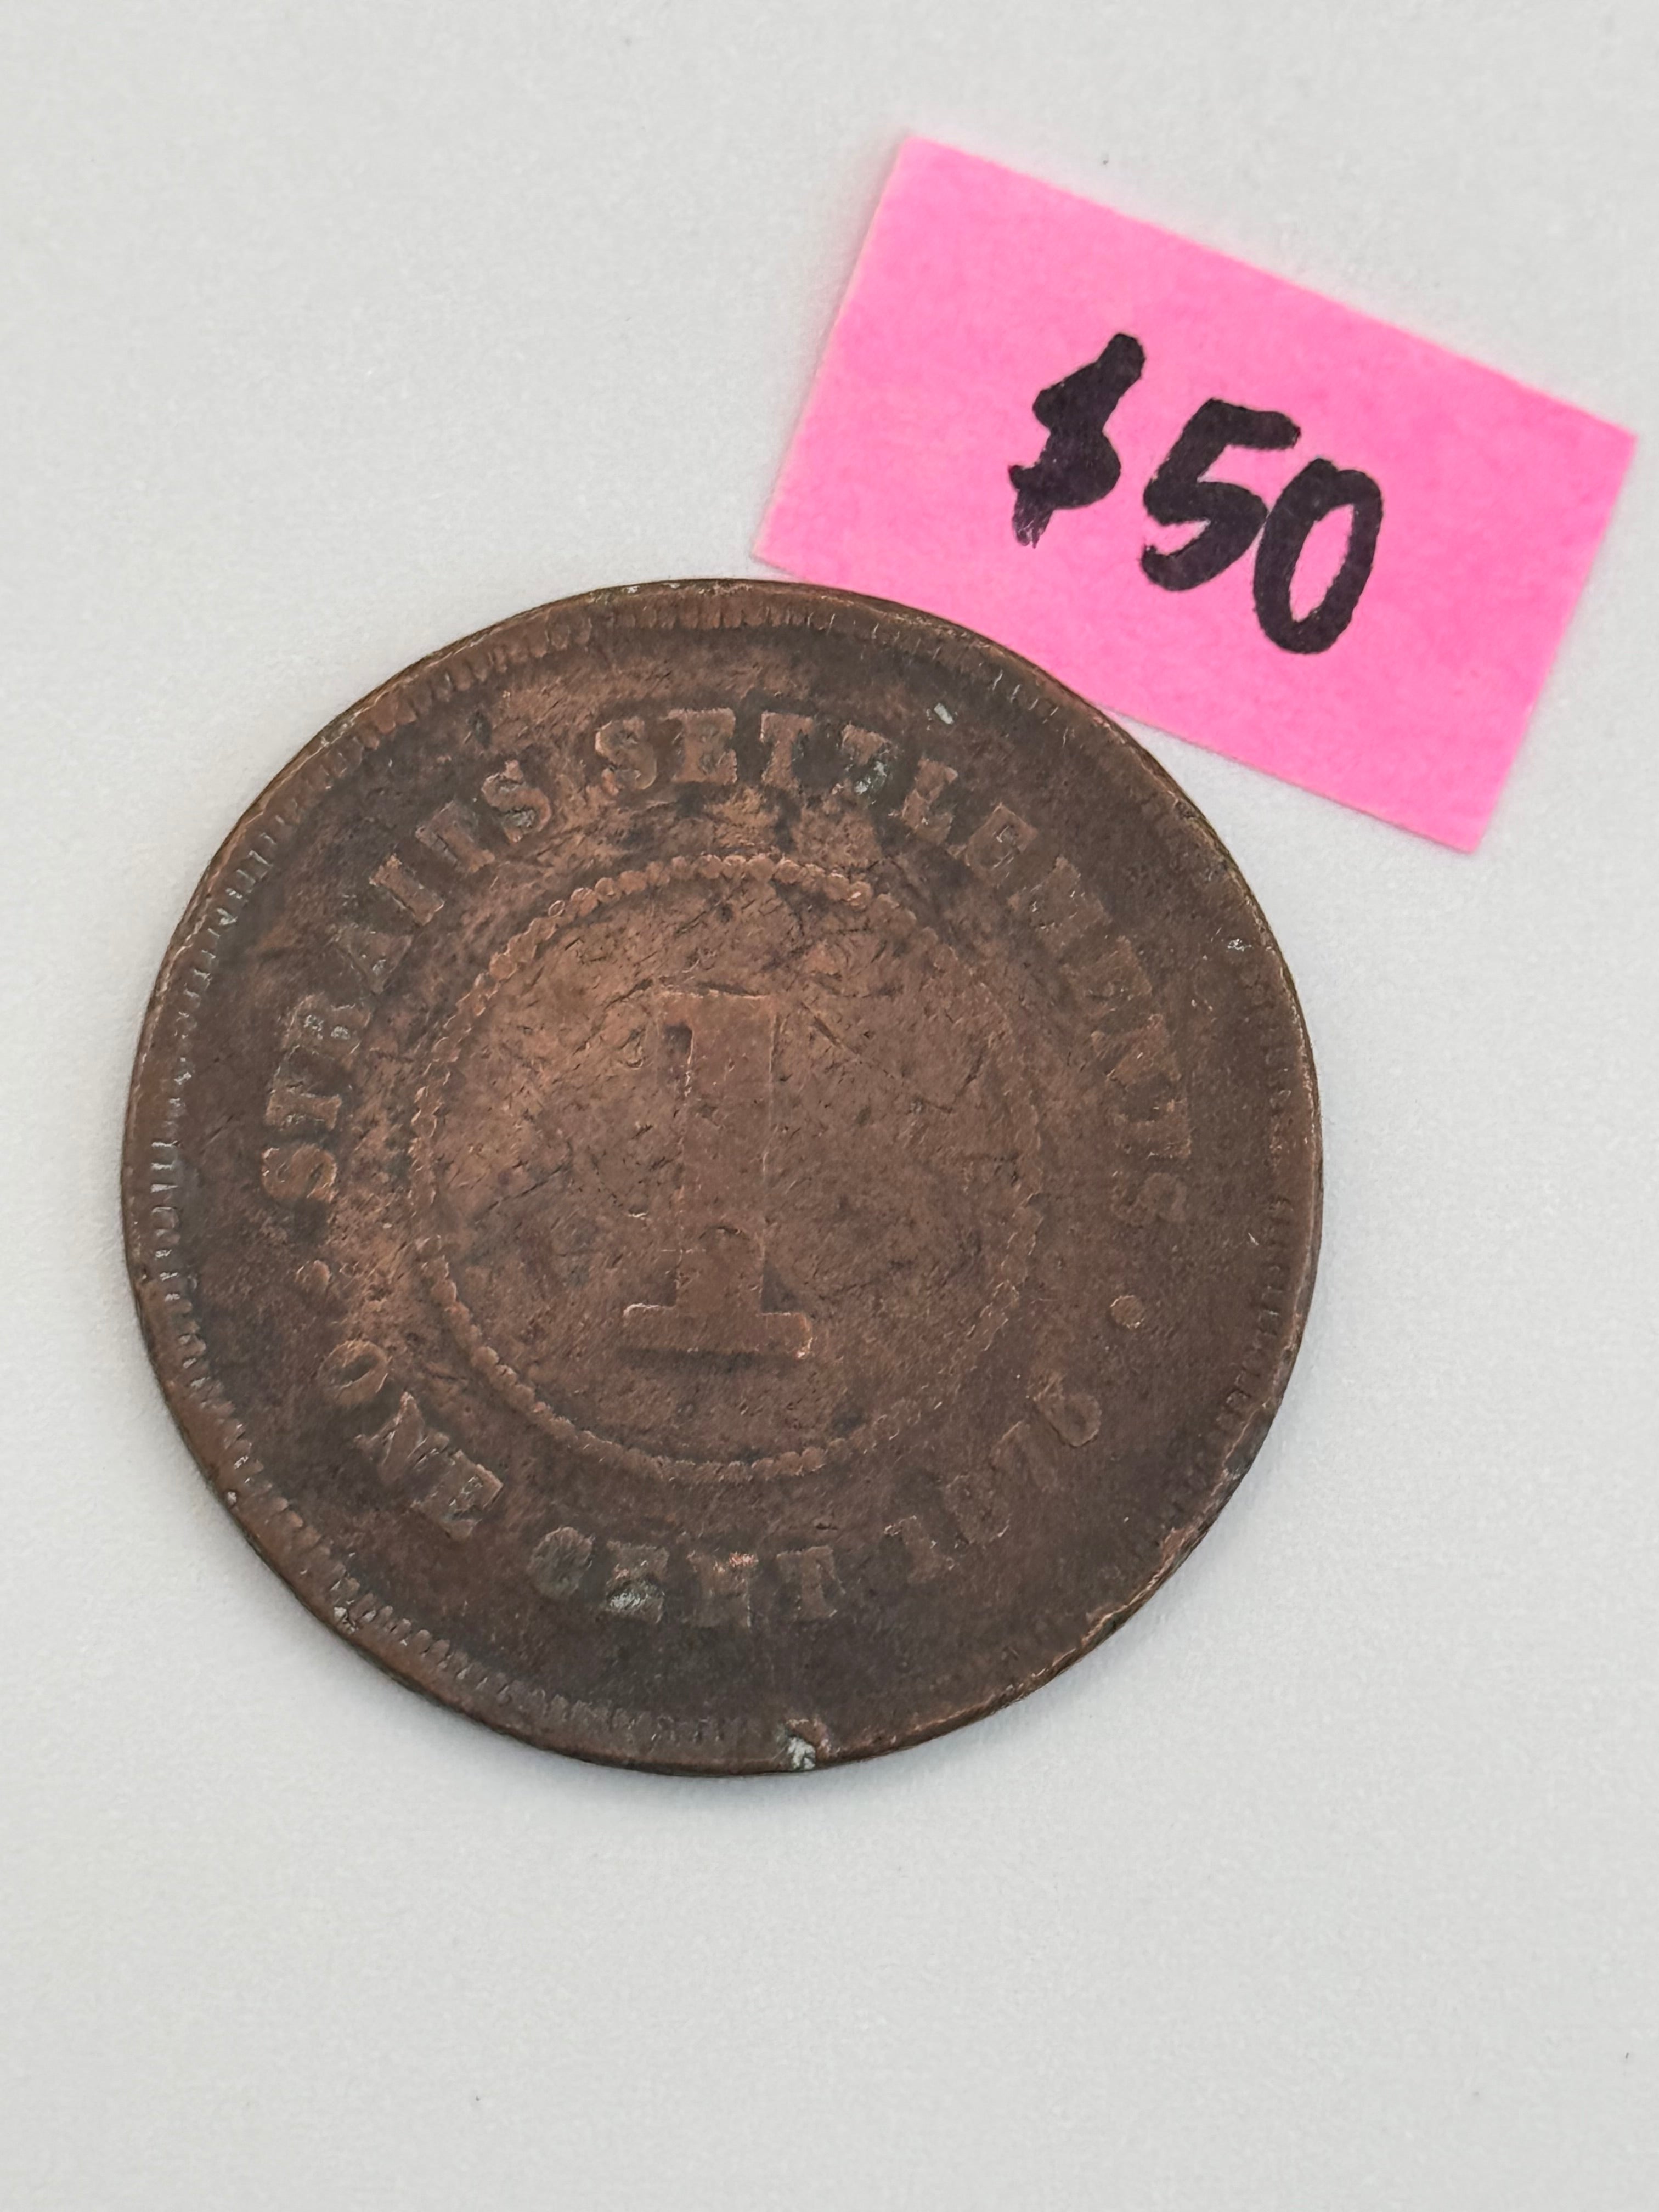 $50
STRAITS SETTLEMENTS
1
ONE CENT